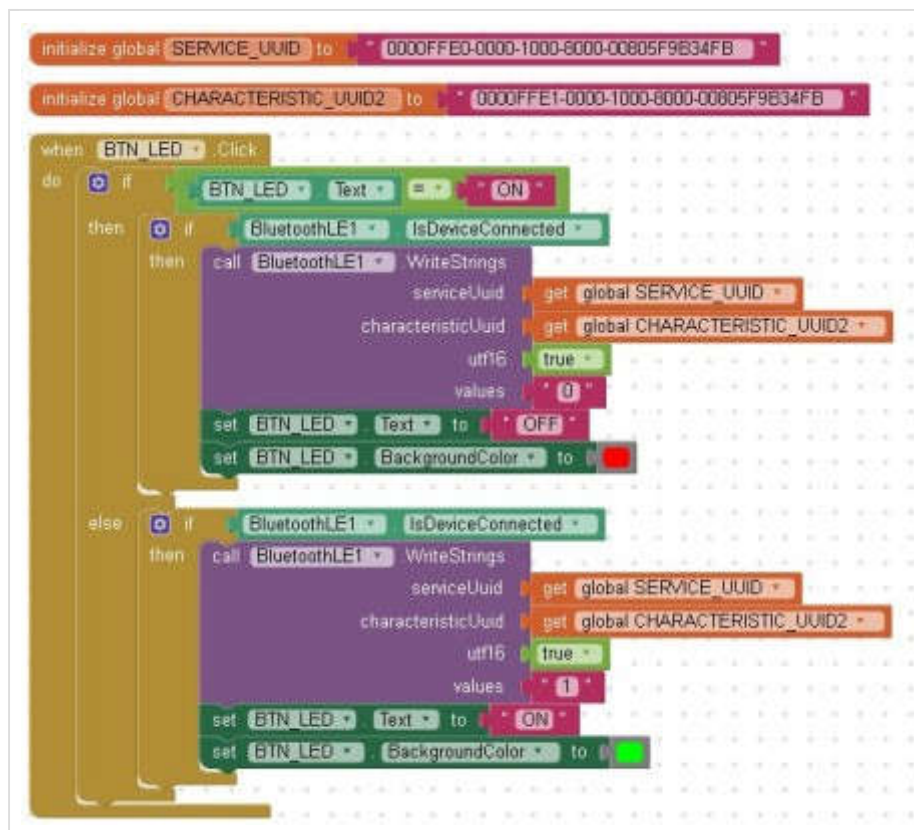 initialize global SERVICE_UUID to " 0000FFE0-0000-1000-8000-00805F9B34FB "
initialize global CHARACTERISTIC_UUID2 to " 0000FFE1-0000-1000-8000-00805F9B34FB "
when BTN_LED .Click
do if BTN_LED . Text = " ON "
then if BluetoothLE1 . IsDeviceConnected
then call BluetoothLE1 .WriteStrings
serviceUuid get global SERVICE_UUID
characteristicUuid get global CHARACTERISTIC_UUID2
utf16 true
values " 0 "
set BTN_LED . Text to " OFF "
set BTN_LED . BackgroundColor to
else if BluetoothLE1 . IsDeviceConnected
then call BluetoothLE1 .WriteStrings
serviceUuid get global SERVICE_UUID
characteristicUuid get global CHARACTERISTIC_UUID2
utf16 true
values " 1 "
set BTN_LED . Text to " ON "
set BTN_LED . BackgroundColor to